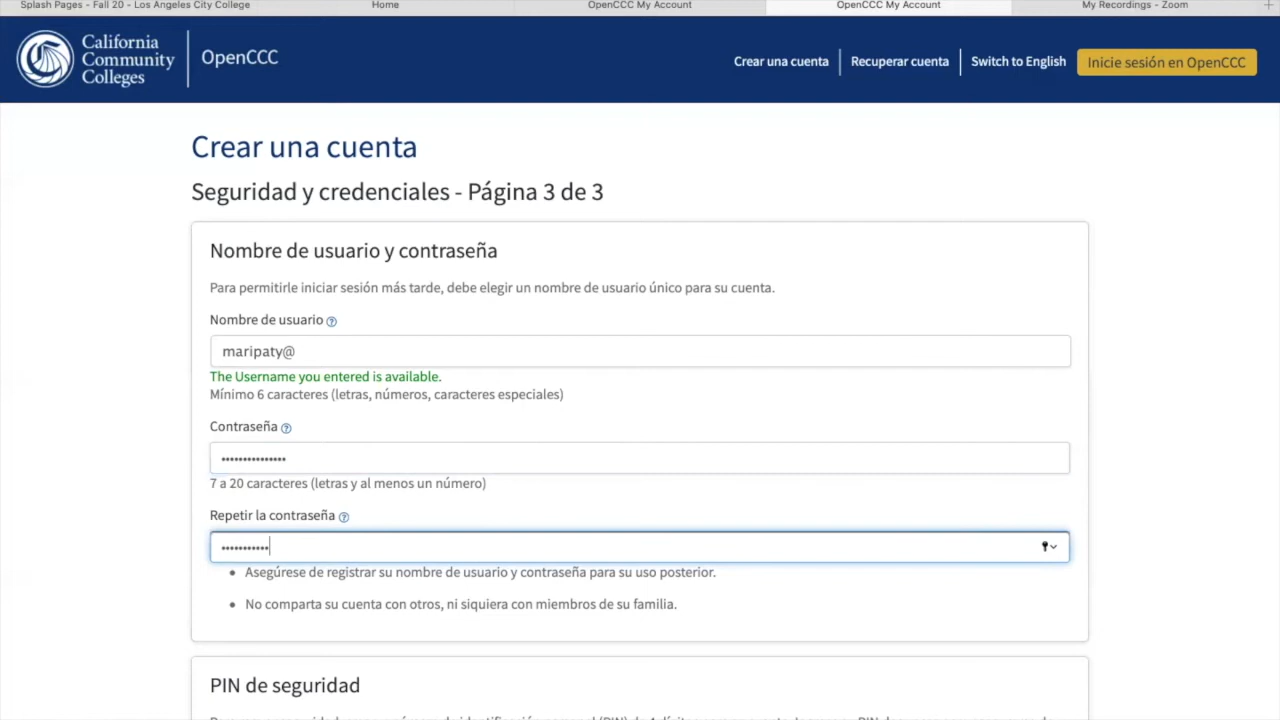 Splash Pages - Fall 20 - Los Angeles City College
Home
OpenCCC My Account
OpenCCC My Account
My Recordings - Zoom
California
Community
Colleges
OpenCCC
Crear una cuenta
Recuperar cuenta
Switch to English
Inicie sesión en OpenCCC
Crear una cuenta
Seguridad y credenciales - Página 3 de 3
Nombre de usuario y contraseña
Para permitirle iniciar sesión más tarde, debe elegir un nombre de usuario único para su cuenta.
Nombre de usuario
maripaty@
The Username you entered is available.
Mínimo 6 caracteres (letras, números, caracteres especiales)
Contraseña
7 a 20 caracteres (letras y al menos un número)
Repetir la contraseña
Asegúrese de registrar su nombre de usuario y contraseña para su uso posterior.
No comparta su cuenta con otros, ni siquiera con miembros de su familia.
PIN de seguridad